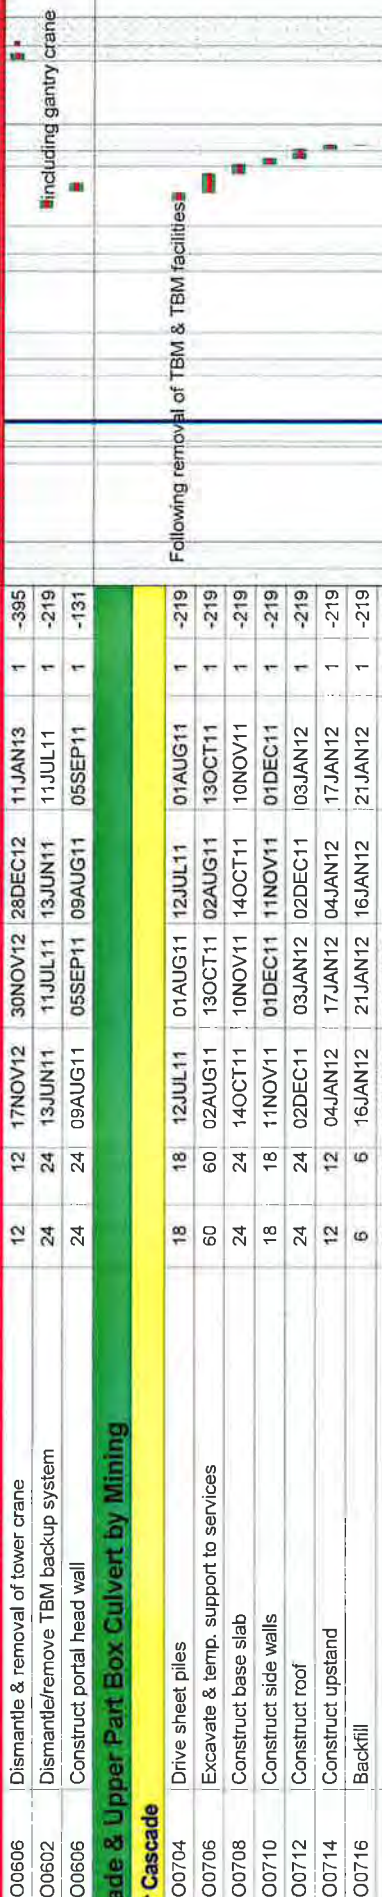 O0606 Dismantle & removal of tower crane 12 12 17NOV12 30NOV12 28DEC12 11JAN13 1 -395
O0602 Dismantle/remove TBM backup system 24 24 13JUN11 11JUL11 13JUN11 11JUL11 1 -219 including gantry crane
O0606 Construct portal head wall 24 24 09AUG11 05SEP11 09AUG11 05SEP11 1 -131
ade & Upper Part Box Culvert by Mining
Cascade
O0704 Drive sheet piles 18 18 12JUL11 01AUG11 12JUL11 01AUG11 1 -219 Following removal of TBM & TBM facilities
O0706 Excavate & temp. support to services 60 60 02AUG11 13OCT11 02AUG11 13OCT11 1 -219
O0708 Construct base slab 24 24 14OCT11 10NOV11 14OCT11 10NOV11 1 -219
O0710 Construct side walls 18 18 11NOV11 01DEC11 11NOV11 01DEC11 1 -219
O0712 Construct roof 24 24 02DEC11 03JAN12 02DEC11 03JAN12 1 -219
O0714 Construct upstand 12 12 04JAN12 17JAN12 04JAN12 17JAN12 1 -219
O0716 Backfill 6 6 16JAN12 21JAN12 16JAN12 21JAN12 1 -219